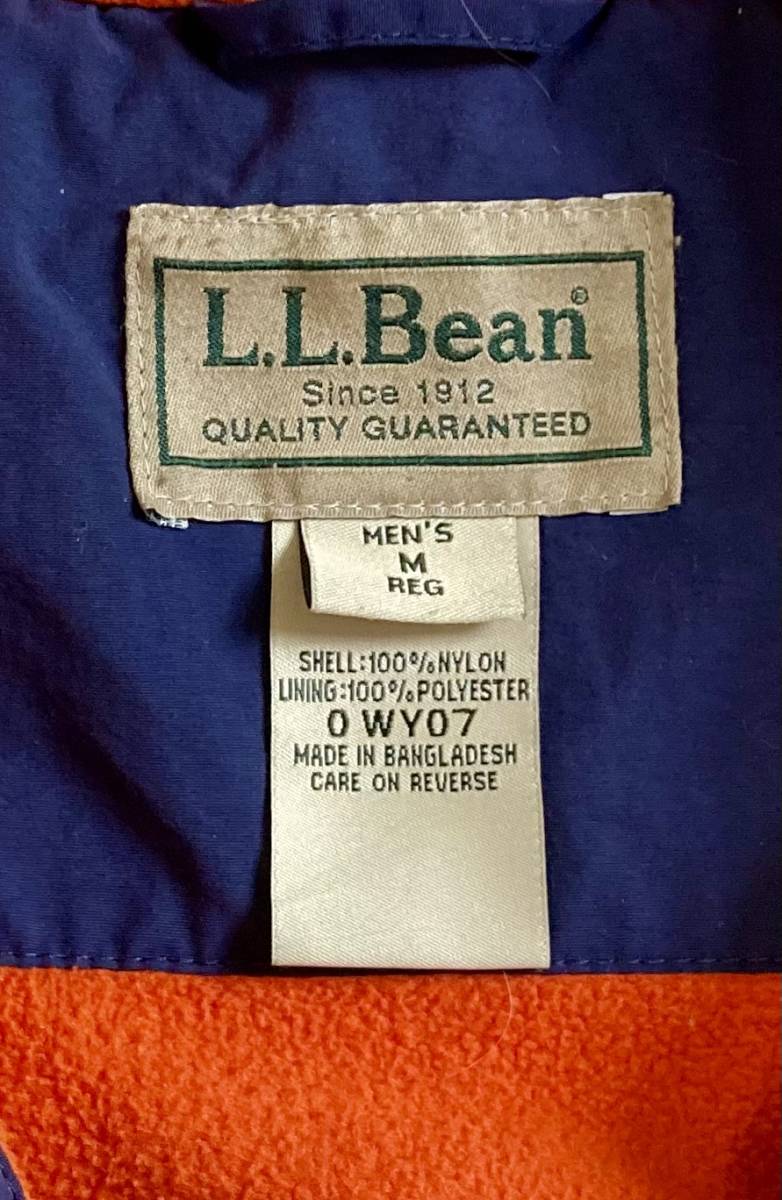 L.L.Bean®
Since 1912
QUALITY GUARANTEED
MEN'S
M
REG
SHELL:100%NYLON
LINING:100%POLYESTER
0 WY07
MADE IN BANGLADESH
CARE ON REVERSE